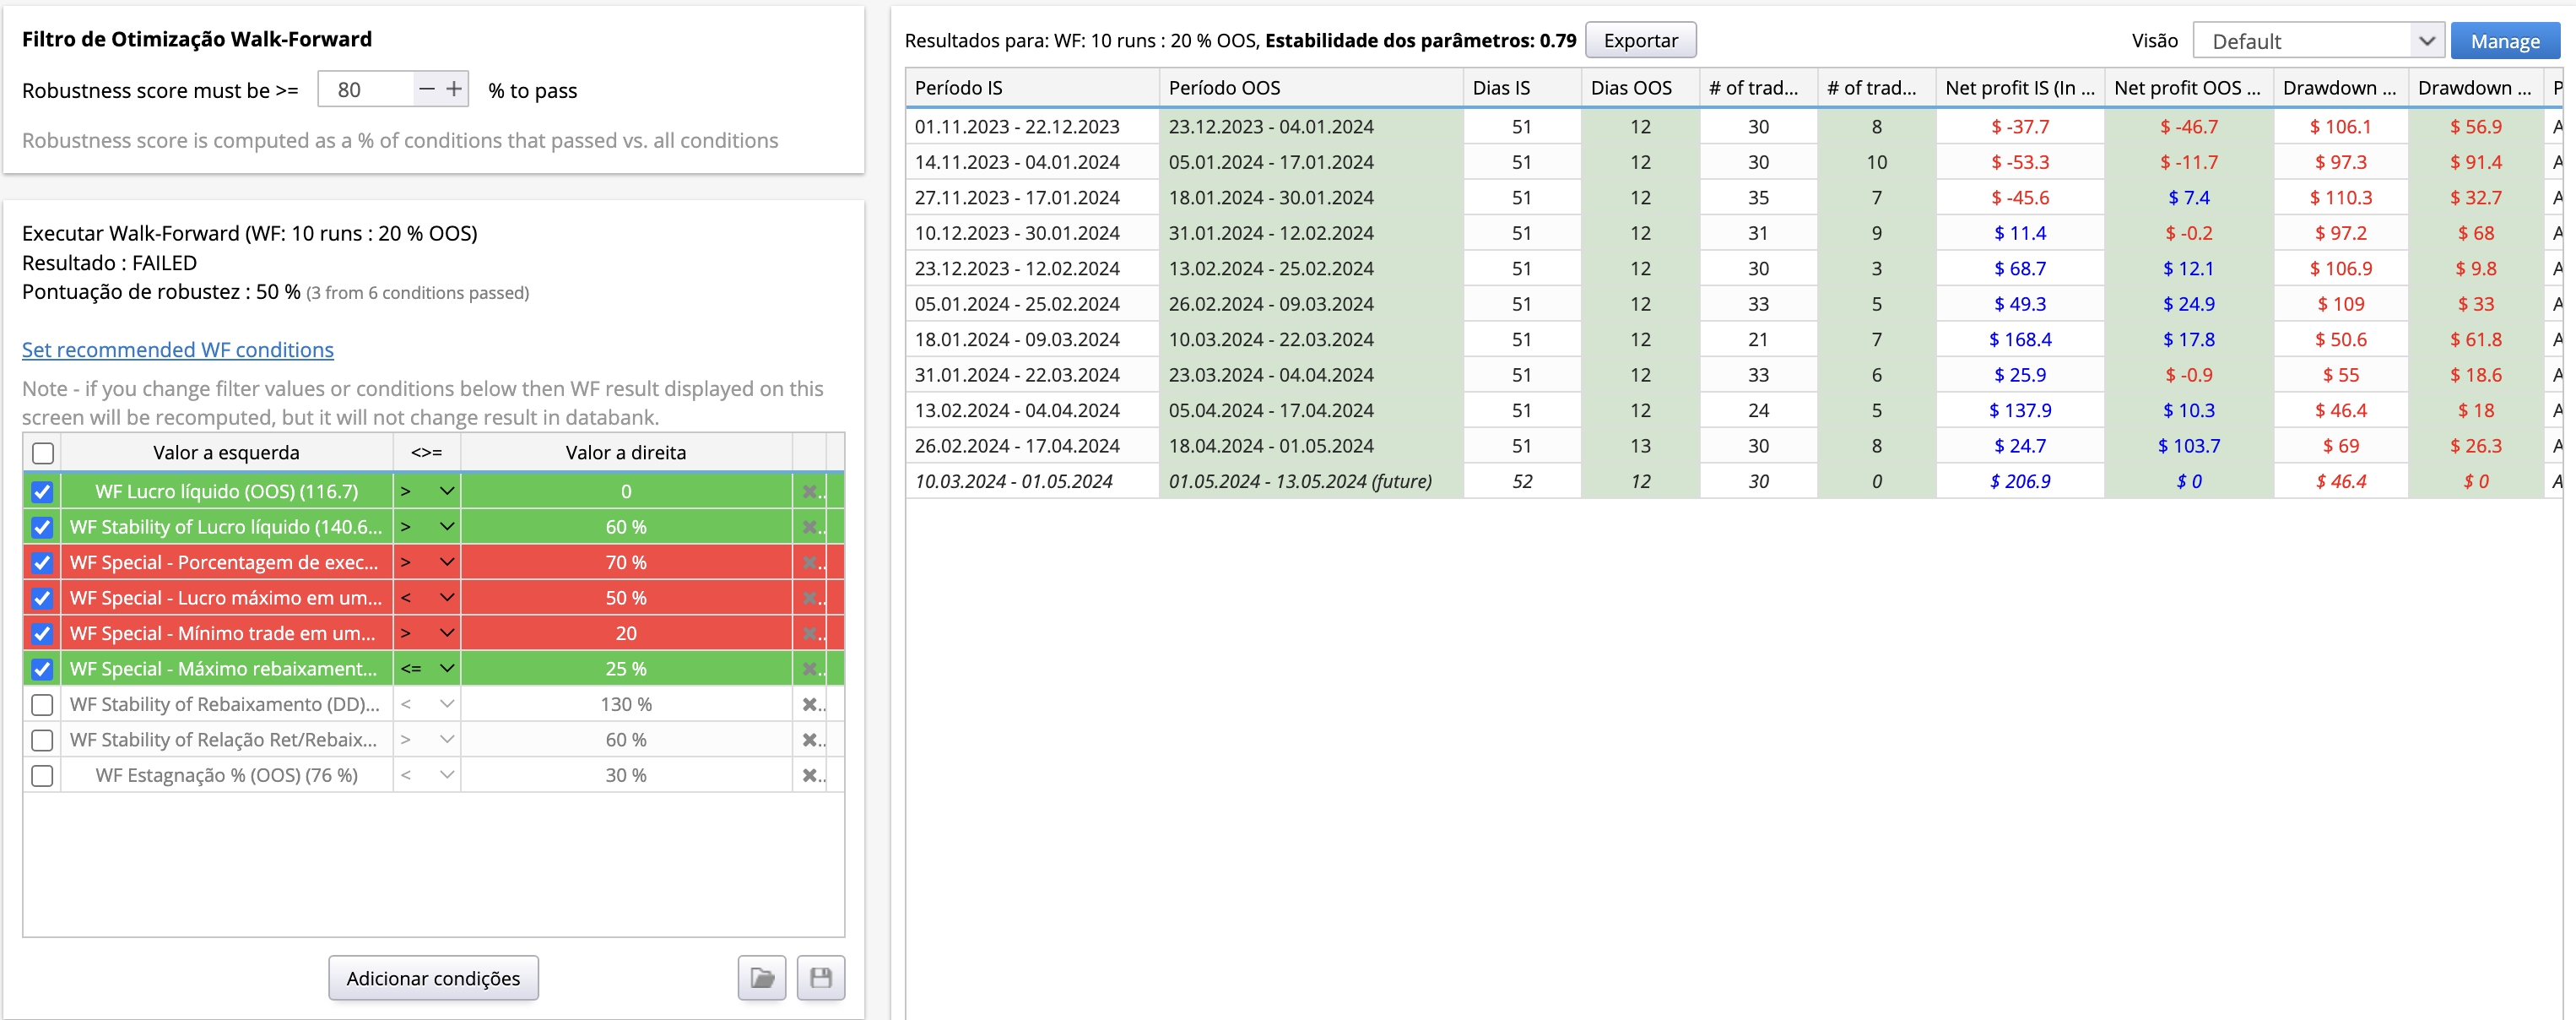 Filtro de Otimização Walk-Forward
Robustness score must be >= 80 − + % to pass
Robustness score is computed as a % of conditions that passed vs. all conditions
Executar Walk-Forward (WF: 10 runs : 20 % OOS)
Resultado : FAILED
Pontuação de robustez : 50 % (3 from 6 conditions passed)
Set recommended WF conditions
Note - if you change filter values or conditions below then WF result displayed on this
screen will be recomputed, but it will not change result in databank.
Valor a esquerda <>= Valor a direita
WF Lucro líquido (OOS) (116.7) > 0
WF Stability of Lucro líquido (140.6... > 60 %
WF Special - Porcentagem de exec... > 70 %
WF Special - Lucro máximo em um... < 50 %
WF Special - Mínimo trade em um... > 20
WF Special - Máximo rebaixament... <= 25 %
WF Stability of Rebaixamento (DD)... < 130 %
WF Stability of Relação Ret/Rebaix... > 60 %
WF Estagnação % (OOS) (76 %) < 30 %
Adicionar condições
Resultados para: WF: 10 runs : 20 % OOS, Estabilidade dos parâmetros: 0.79 Exportar Visão Default Manage
Período IS Período OOS Dias IS Dias OOS # of trad... # of trad... Net profit IS (In ... Net profit OOS ... Drawdown ... Drawdown ... P
01.11.2023 - 22.12.2023 23.12.2023 - 04.01.2024 51 12 30 8 $ -37.7 $ -46.7 $ 106.1 $ 56.9 A
14.11.2023 - 04.01.2024 05.01.2024 - 17.01.2024 51 12 30 10 $ -53.3 $ -11.7 $ 97.3 $ 91.4 A
27.11.2023 - 17.01.2024 18.01.2024 - 30.01.2024 51 12 35 7 $ -45.6 $ 7.4 $ 110.3 $ 32.7 A
10.12.2023 - 30.01.2024 31.01.2024 - 12.02.2024 51 12 31 9 $ 11.4 $ -0.2 $ 97.2 $ 68 A
23.12.2023 - 12.02.2024 13.02.2024 - 25.02.2024 51 12 30 3 $ 68.7 $ 12.1 $ 106.9 $ 9.8 A
05.01.2024 - 25.02.2024 26.02.2024 - 09.03.2024 51 12 33 5 $ 49.3 $ 24.9 $ 109 $ 33 A
18.01.2024 - 09.03.2024 10.03.2024 - 22.03.2024 51 12 21 7 $ 168.4 $ 17.8 $ 50.6 $ 61.8 A
31.01.2024 - 22.03.2024 23.03.2024 - 04.04.2024 51 12 33 6 $ 25.9 $ -0.9 $ 55 $ 18.6 A
13.02.2024 - 04.04.2024 05.04.2024 - 17.04.2024 51 12 24 5 $ 137.9 $ 10.3 $ 46.4 $ 18 A
26.02.2024 - 17.04.2024 18.04.2024 - 01.05.2024 51 13 30 8 $ 24.7 $ 103.7 $ 69 $ 26.3 A
10.03.2024 - 01.05.2024 01.05.2024 - 13.05.2024 (future) 52 12 30 0 $ 206.9 $ 0 $ 46.4 $ 0 A